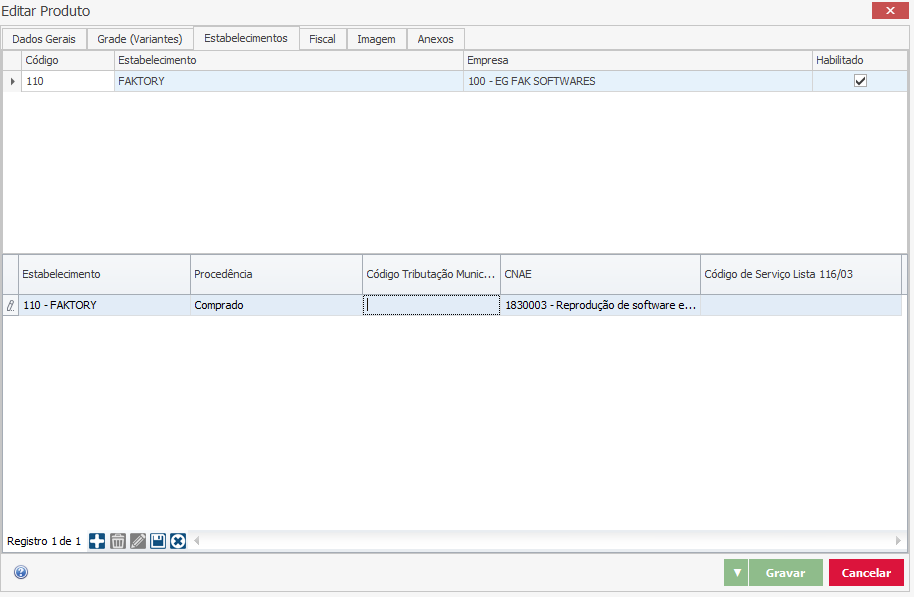 Editar Produto
Dados Gerais Grade (Variantes) Estabelecimentos Fiscal Imagem Anexos
Código Estabelecimento Empresa Habilitado
110 FAKTORY 100 - EG FAK SOFTWARES
Estabelecimento Procedência Código Tributação Munic... CNAE Código de Serviço Lista 116/03
110 - FAKTORY Comprado 1830003 - Reprodução de software e...
Registro 1 de 1
Gravar Cancelar